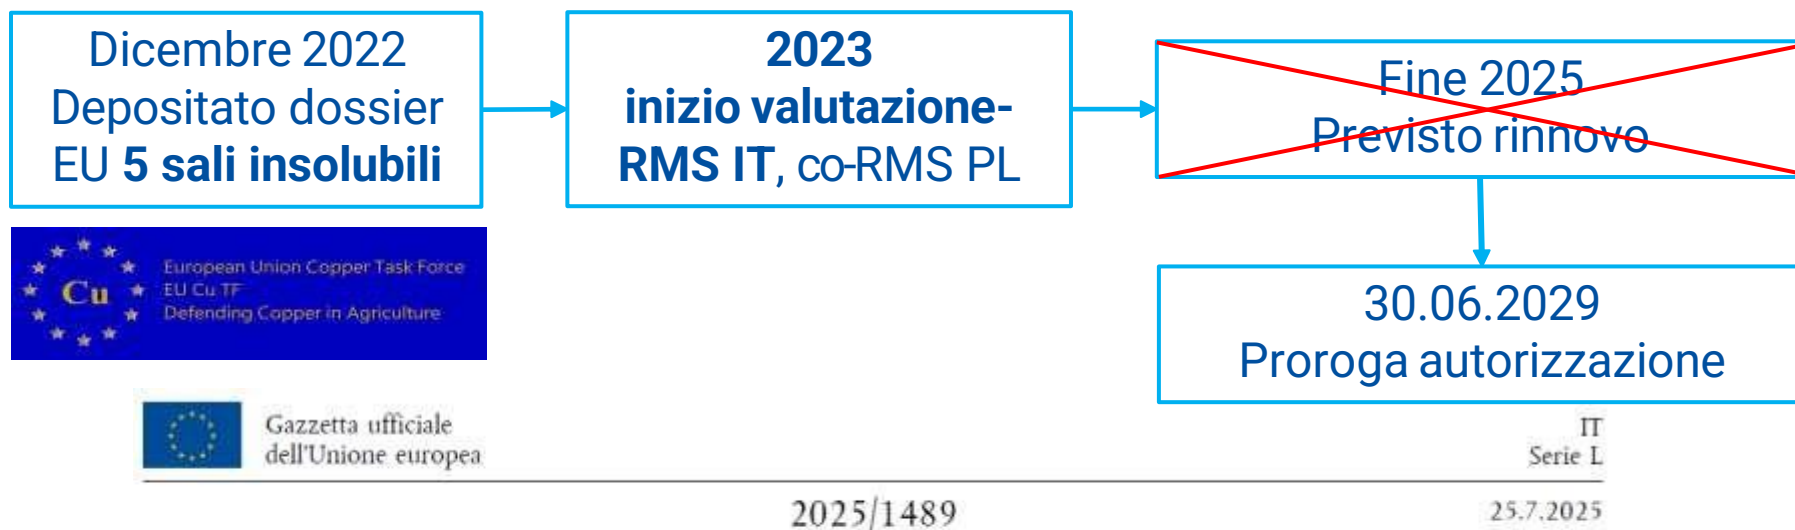 Dicembre 2022
Depositato dossier
EU 5 sali insolubili
2023
inizio valutazione-
RMS IT, co-RMS PL
Fine 2025
Previsto rinnovo
30.06.2029
Proroga autorizzazione
Cu
European Union Copper Task Force
EU Cu TF
Defending Copper in Agriculture
Gazzetta ufficiale
dell'Unione europea
IT
Serie L
2025/1489
25.7.2025